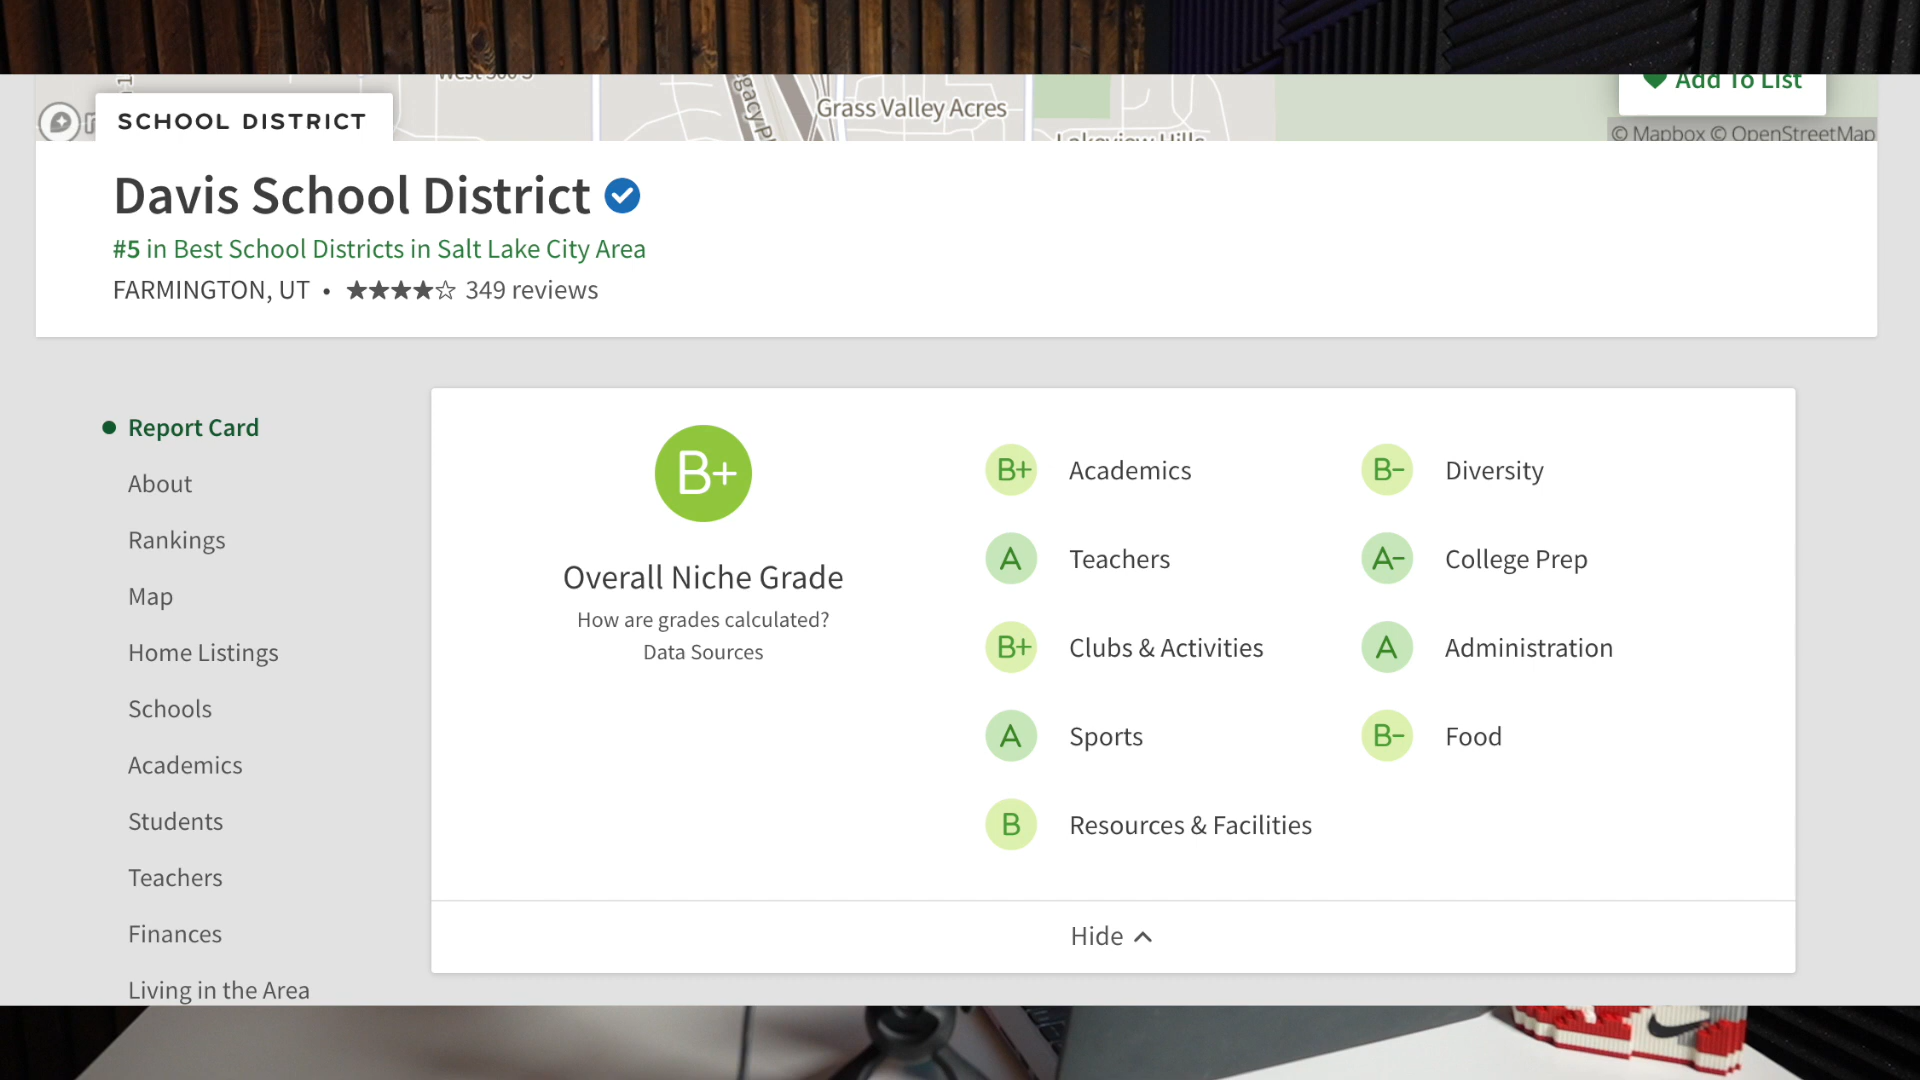 Grass Valley Acres
Lakeview Hills
Add To List
© Mapbox © OpenStreetMap
SCHOOL DISTRICT
Davis School District
#5 in Best School Districts in Salt Lake City Area
FARMINGTON, UT • ★★★★☆ 349 reviews
Report Card
About
Rankings
Map
Home Listings
Schools
Academics
Students
Teachers
Finances
Living in the Area
B+
Overall Niche Grade
How are grades calculated?
Data Sources
B+ Academics
A Teachers
B+ Clubs & Activities
A Sports
B Resources & Facilities
B- Diversity
A- College Prep
A Administration
B- Food
Hide